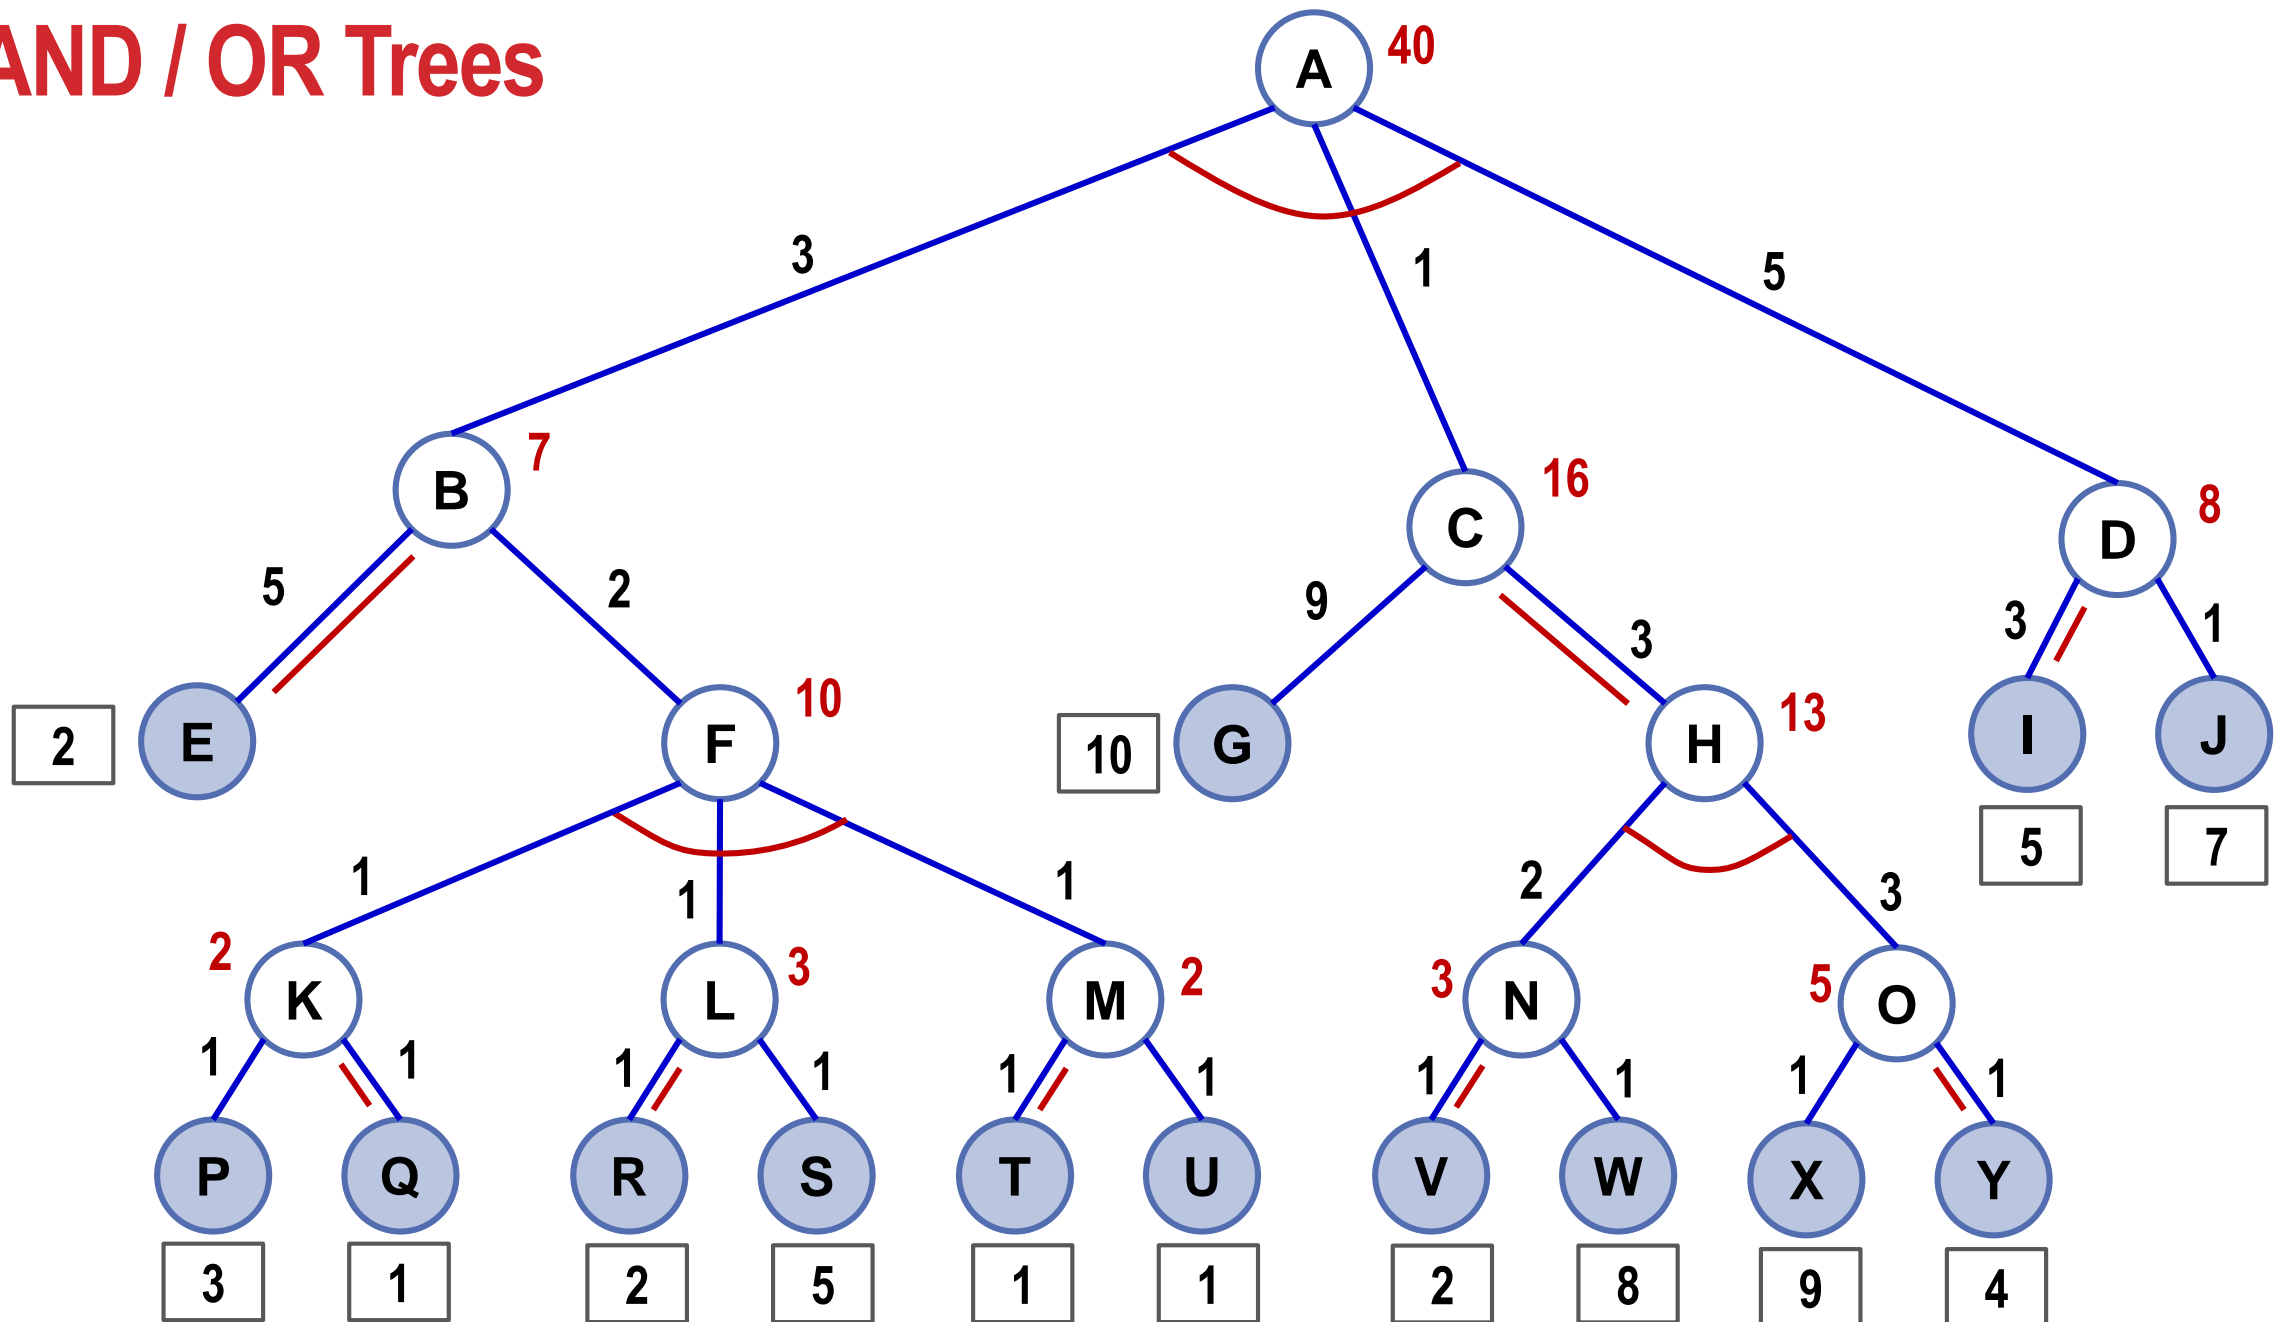 AND / OR Trees
A 40
3 1 5
B 7
C 16
D 8
5 2 9 3 3 1
2 E F 10
10 G H 13
I J
5 7
1 1 1 2 3
2 K L 3 M 2 3 N 5 O
1 1 1 1 1 1 1 1 1 1
P Q R S T U V W X Y
3 1 2 5 1 1 2 8 9 4